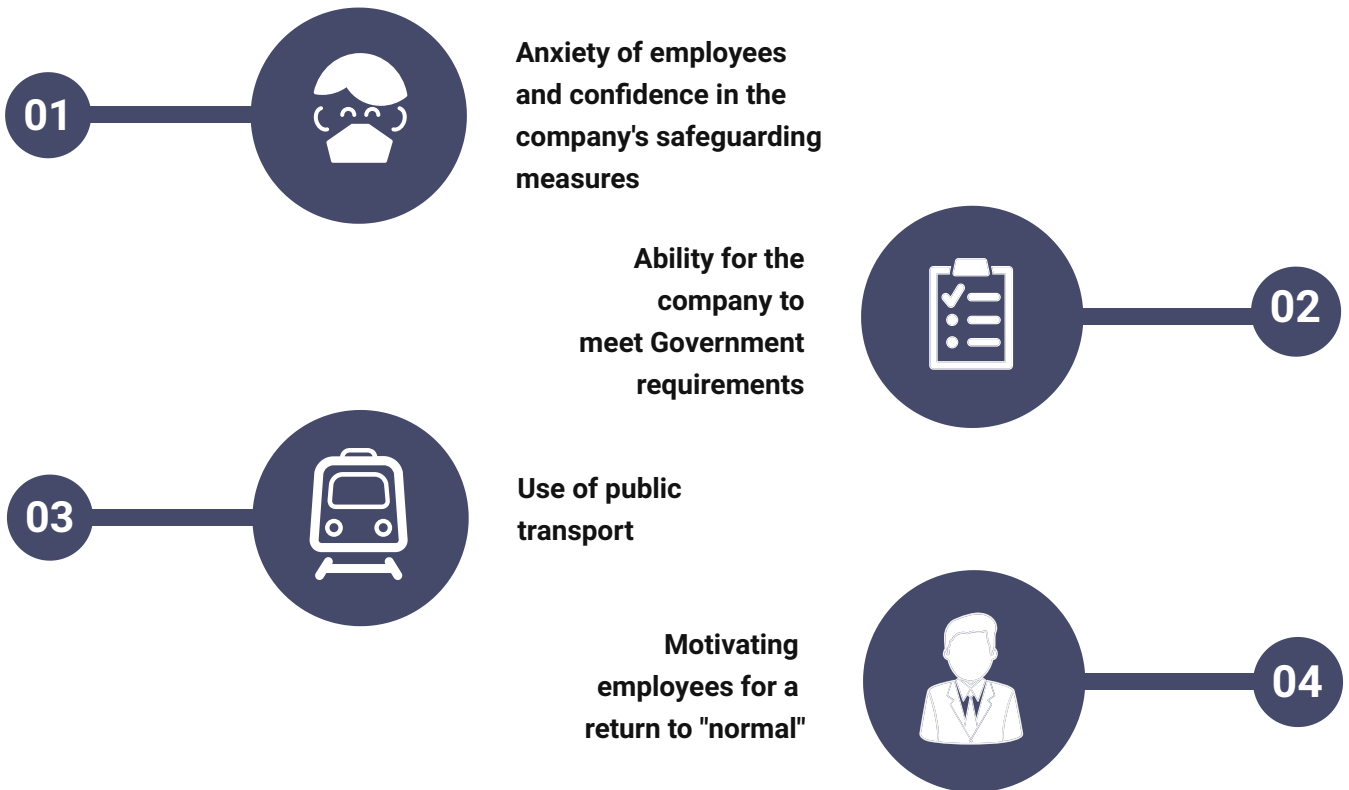 01
Anxiety of employees
and confidence in the
company's safeguarding
measures
Ability for the
company to
meet Government
requirements
02
03
Use of public
transport
Motivating
employees for a
return to "normal"
04